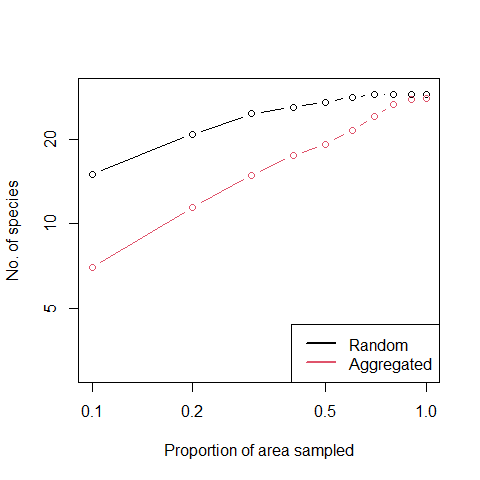 No. of species
20
10
5
0.1 0.2 0.5 1.0
Proportion of area sampled
Random
Aggregated